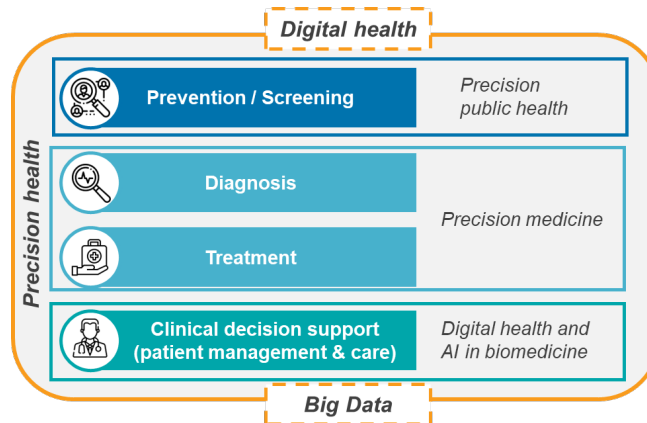 Digital health
Precision health
Prevention / Screening
Precision
public health
Diagnosis
Treatment
Precision medicine
Clinical decision support
(patient management & care)
Digital health and
AI in biomedicine
Big Data